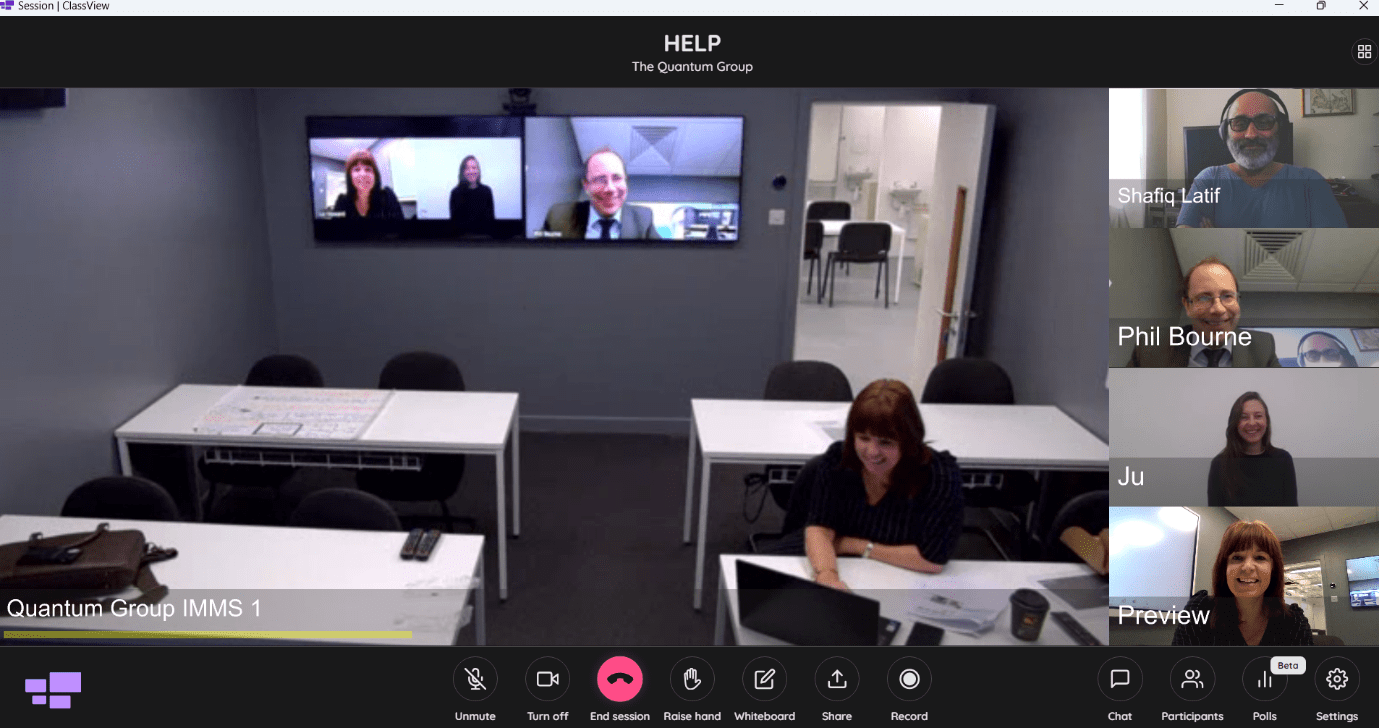 Session | ClassView
HELP
The Quantum Group
Shafiq Latif
Phil Bourne
Ju
Preview
Quantum Group IMMS 1
Unmute
Turn off
End session
Raise hand
Whiteboard
Share
Record
Chat
Participants
Beta
Polls
Settings